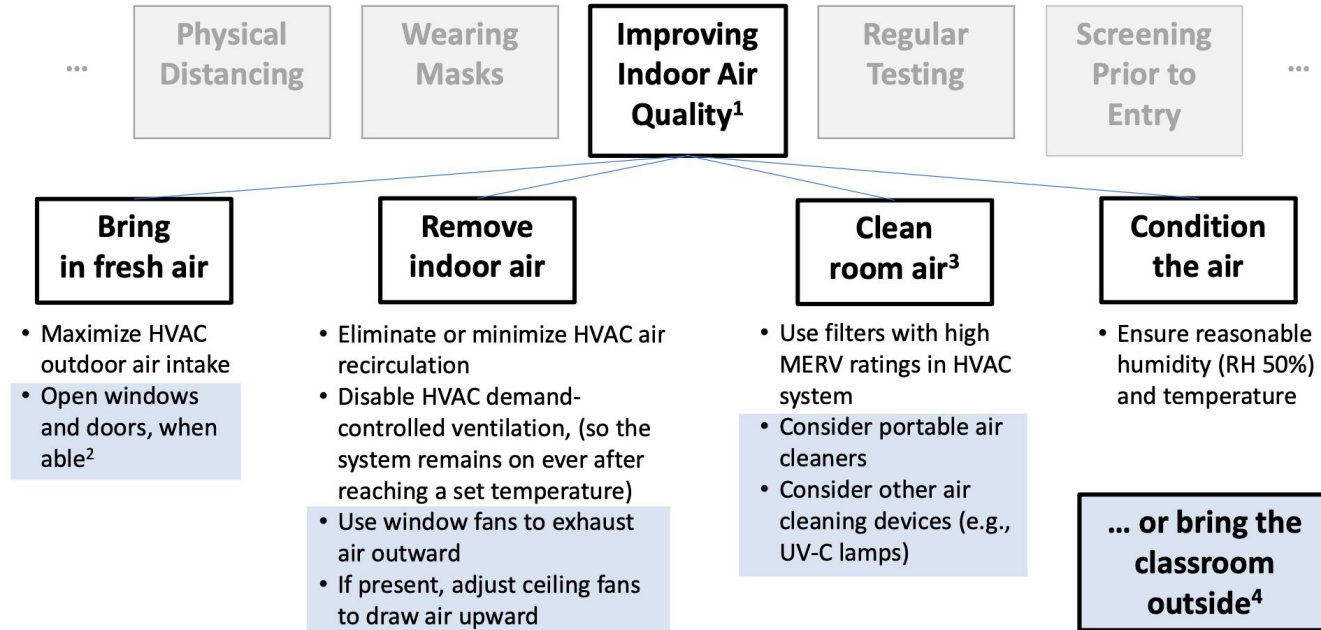 ...
Physical
Distancing
Wearing
Masks
Improving
Indoor Air
Quality¹
Regular
Testing
Screening
Prior to
Entry
...
Bring
in fresh air
• Maximize HVAC
outdoor air intake
• Open windows
and doors, when
able²
Remove
indoor air
• Eliminate or minimize HVAC air
recirculation
• Disable HVAC demand-
controlled ventilation, (so the
system remains on ever after
reaching a set temperature)
• Use window fans to exhaust
air outward
• If present, adjust ceiling fans
to draw air upward
Clean
room air³
• Use filters with high
MERV ratings in HVAC
system
• Consider portable air
cleaners
• Consider other air
cleaning devices (e.g.,
UV-C lamps)
Condition
the air
• Ensure reasonable
humidity (RH 50%)
and temperature
... or bring the
classroom
outside⁴